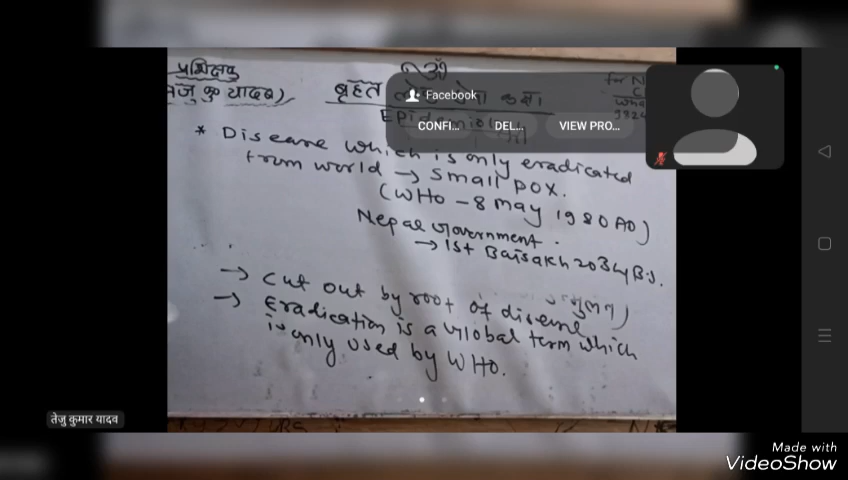 प्रशिक्षक
तेजु कु यादव)
ॐ
बृहत
Facebook
CONFI...
DEL...
VIEW PRO...
* Disease which is only eradicated
from world → small pox.
(WHO - 8 May 1980 AD)
Nepal Government.
→ 1st Baisakh 2034 B.S.
→ Cut out by root of disease
→ Eradication is a global term which
is only used by WHO.
तेजु कुमार यादव
Made with
VideoShow